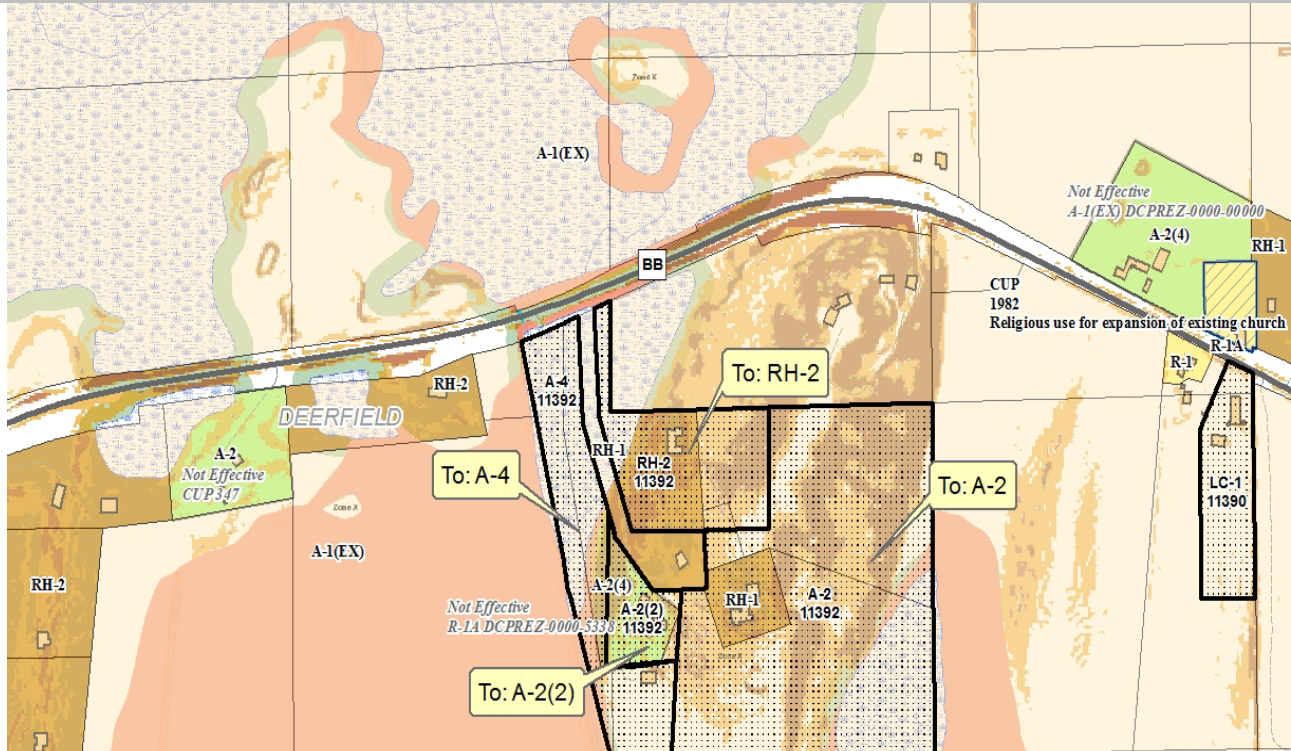 Zone X
A-1(EX)
Not Effective
A-1(EX) DCPREZ-0000-00000
A-2(4)
RH-1
BB
CUP
1982
Religious use for expansion of existing church
R-1A
R-1
To: RH-2
RH-2
A-4
11392
DEERFIELD
RH-1
RH-2
11392
A-2
Not Effective
CUP 347
To: A-4
To: A-2
LC-1
11390
Zone X
A-1(EX)
RH-2
A-2(4)
Not Effective
R-1A DCPREZ-0000-5338
A-2(2)
11392
RH-1
A-2
11392
Zone X
To: A-2(2)